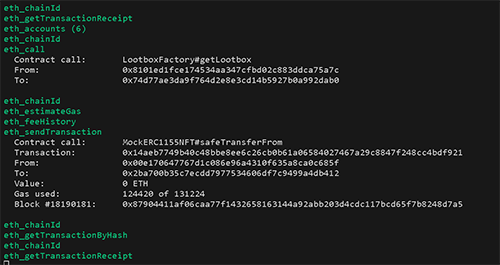 eth_chainId
eth_getTransactionReceipt
eth_accounts (6)
eth_chainId
eth_call
Contract call: LootboxFactory#getLootbox
From: 0x8101ed1fce174534aa347cfbd02c883ddca75a7c
To: 0x74d77ae3da9f764d2e8e3cd14b5927b0a992dab0
eth_chainId
eth_estimateGas
eth_feeHistory
eth_sendTransaction
Contract call: MockERC1155NFT#safeTransferFrom
Transaction: 0x14aeb7749b40c48bbe8ee6c26cb0b61a06584027467a29c8847f248cc4bdf921
From: 0x00e170647767d1c086e96a4310f635a8ca0c685f
To: 0x2ba700b35c7ecdd7977534606df7c9499a4db412
Value: 0 ETH
Gas used: 124420 of 131224
Block #18190181: 0x87904411af06caa77f1432658163144a92abb203d4cdc117bcd65f7b8248d7a5
eth_chainId
eth_getTransactionByHash
eth_chainId
eth_getTransactionReceipt